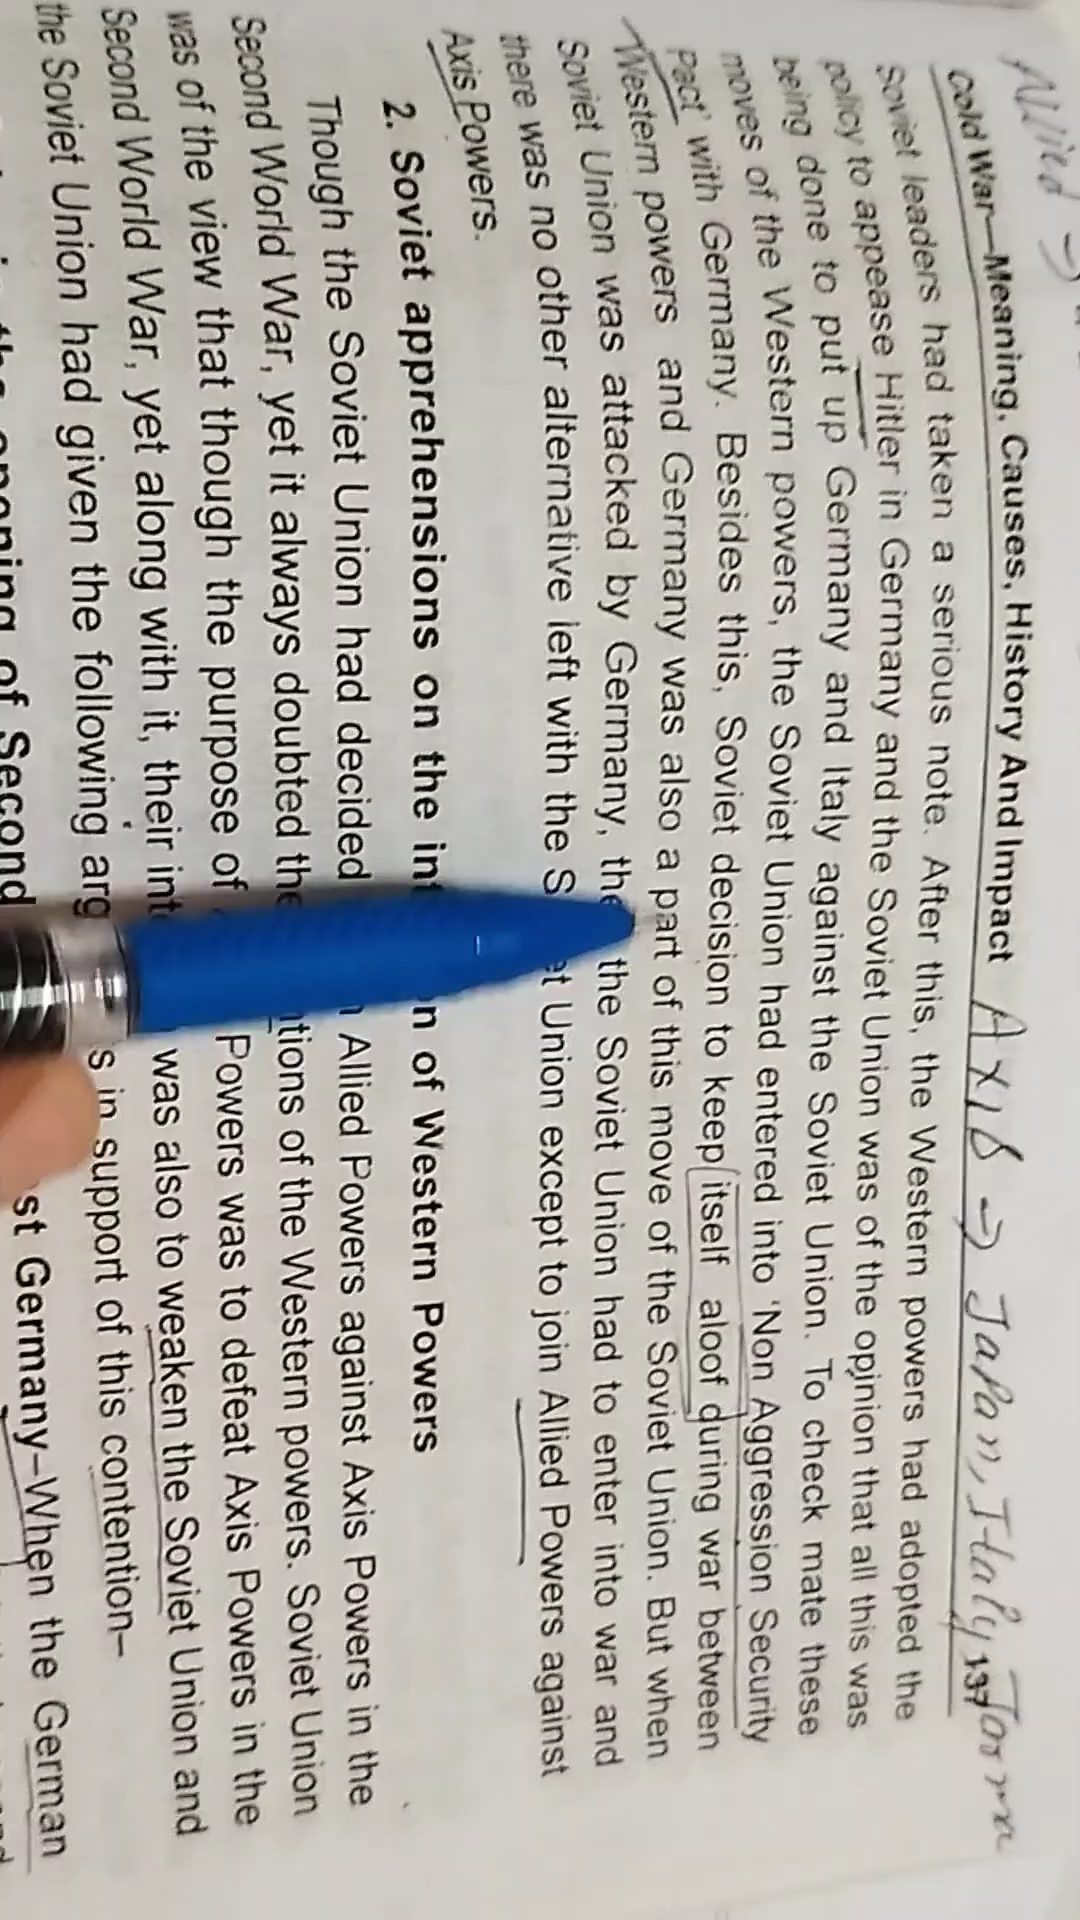 Allied →
Axis → Japan, Italy, Jarma
Cold War—Meaning, Causes, History And Impact 137
Soviet leaders had taken a serious note. After this, the Western powers had adopted the
policy to appease Hitler in Germany and the Soviet Union was of the opinion that all this was
being done to put up Germany and Italy against the Soviet Union. To check mate these
moves of the Western powers, the Soviet Union had entered into 'Non Aggression Security
Pact' with Germany. Besides this, Soviet decision to keep itself aloof during war between
Western powers and Germany was also a part of this move of the Soviet Union. But when
Soviet Union was attacked by Germany, the the Soviet Union had to enter into war and
there was no other alternative left with the S et Union except to join Allied Powers against
Axis Powers.
2. Soviet apprehensions on the int n of Western Powers
Though the Soviet Union had decided Allied Powers against Axis Powers in the
Second World War, yet it always doubted the tions of the Western powers. Soviet Union
was of the view that though the purpose of Powers was to defeat Axis Powers in the
Second World War, yet along with it, their int was also to weaken the Soviet Union and
the Soviet Union had given the following arg s in support of this contention–
opening of Second st Germany–When the German